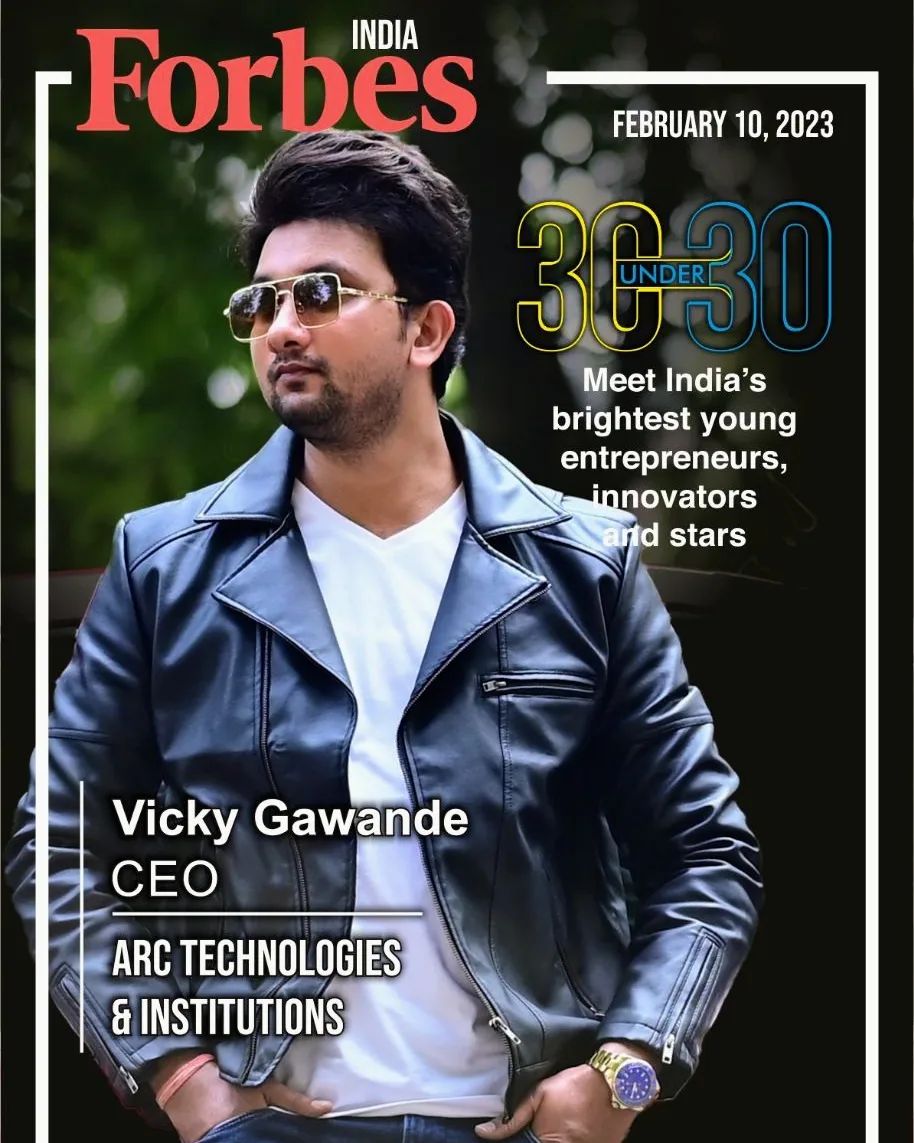 INDIA
Forbes
FEBRUARY 10, 2023
30 UNDER 30
Meet India's
brightest young
entrepreneurs,
innovators
and stars
Vicky Gawande
CEO
ARC TECHNOLOGIES
& INSTITUTIONS